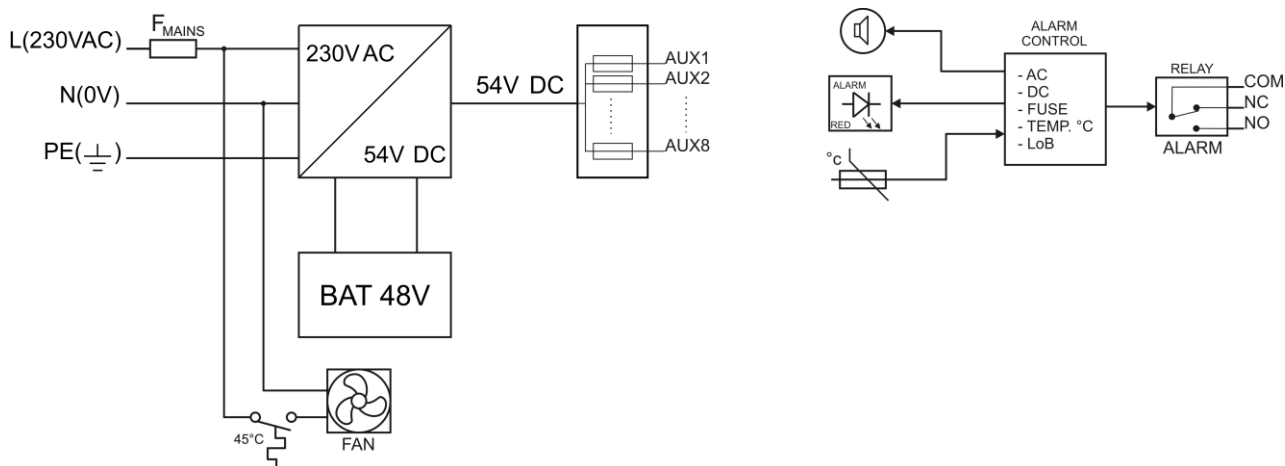 L(230VAC)
F MAINS
N(0V)
PE( )
230V AC
54V DC
54V DC
AUX1
AUX2
AUX8
BAT 48V
45°C
FAN
ALARM
RED
°c
ALARM
CONTROL
- AC
- DC
- FUSE
- TEMP. °C
- LoB
RELAY
COM
NC
NO
ALARM